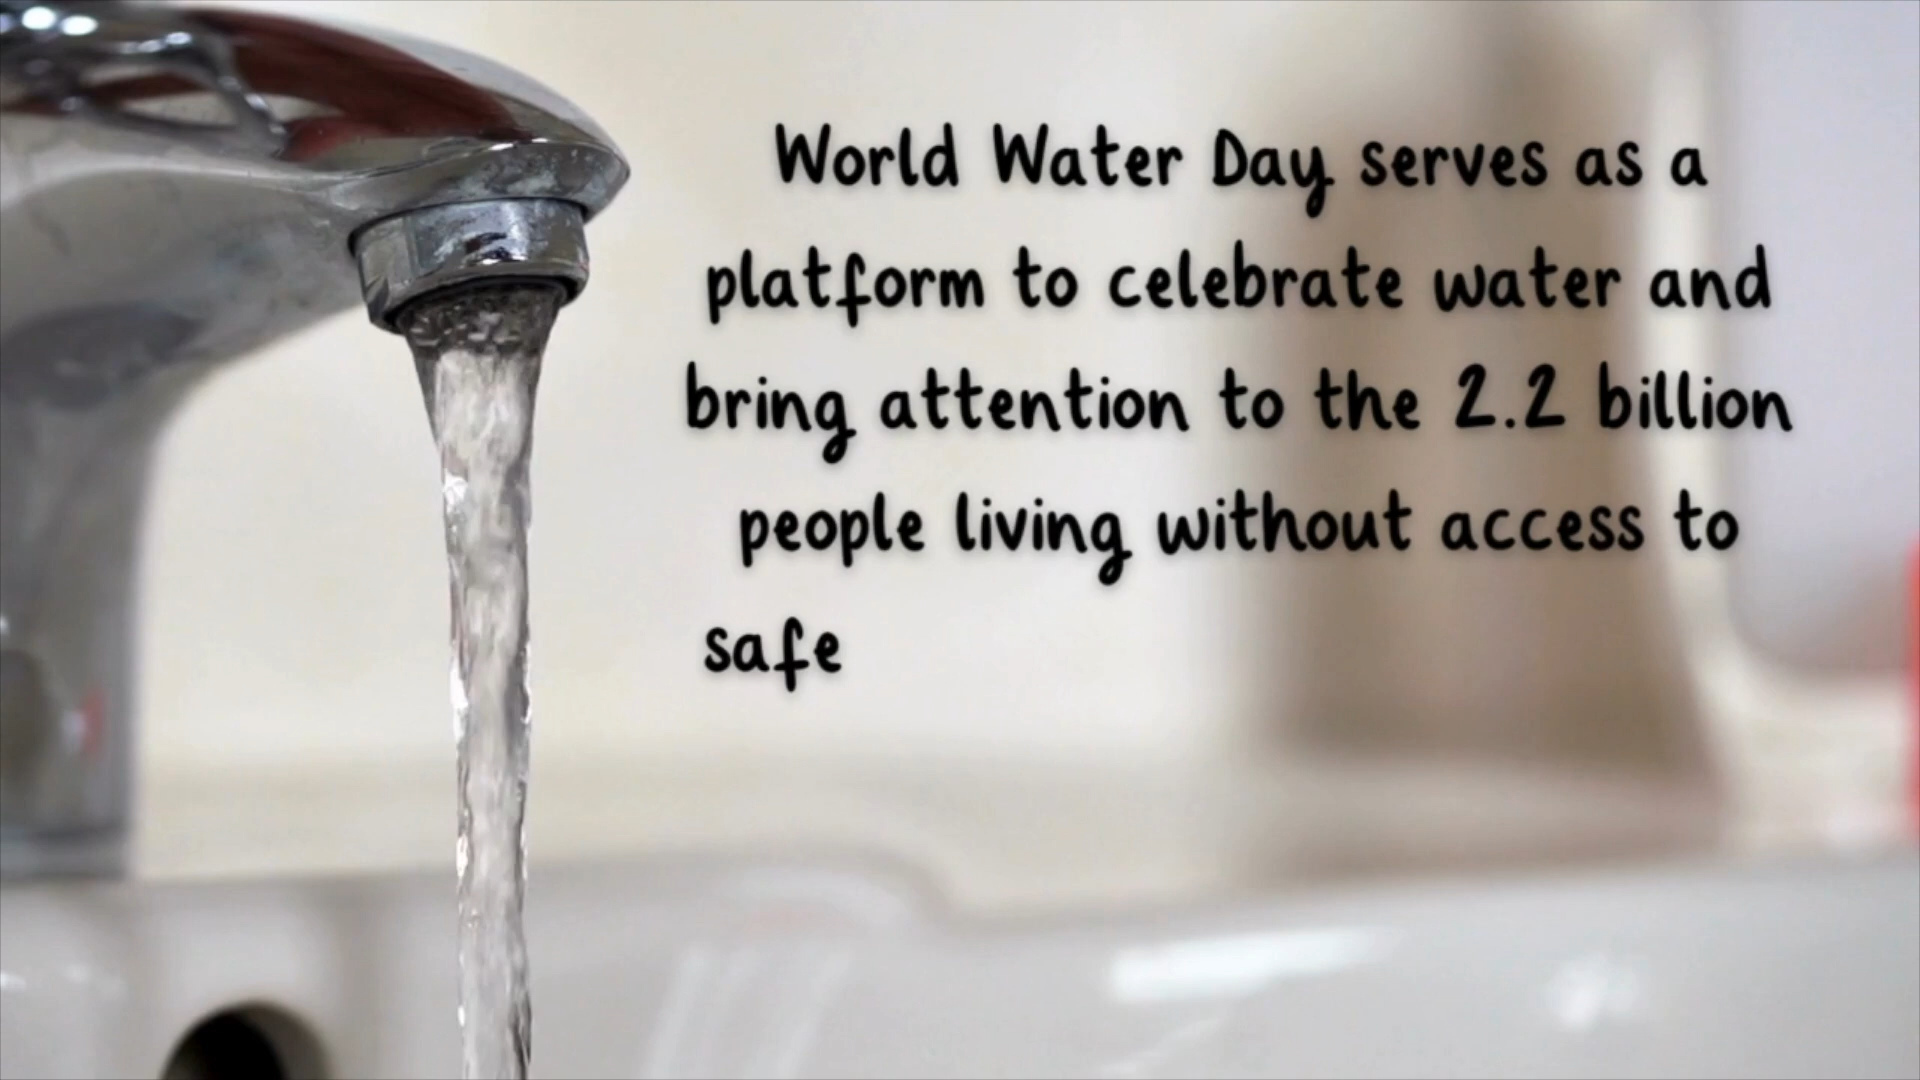 World Water Day serves as a
platform to celebrate water and
bring attention to the 2.2 billion
people living without access to
safe